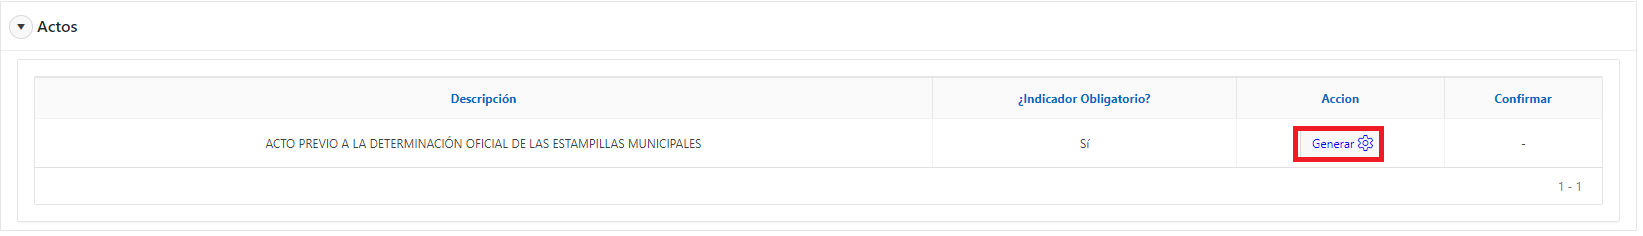 Actos
Descripción ¿Indicador Obligatorio? Accion Confirmar
ACTO PREVIO A LA DETERMINACIÓN OFICIAL DE LAS ESTAMPILLAS MUNICIPALES Sí Generar -
1 - 1